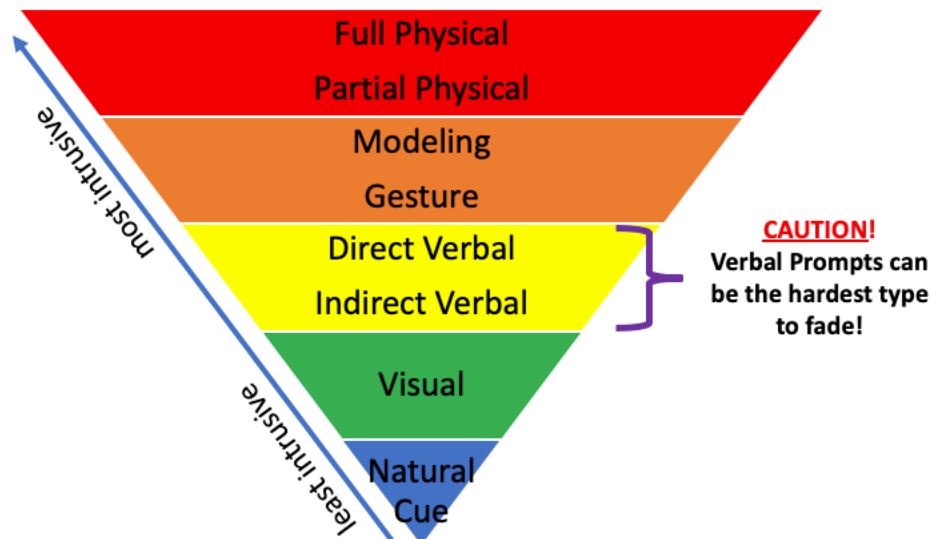 Full Physical
Partial Physical
Modeling
Gesture
Direct Verbal
Indirect Verbal
Visual
Natural
Cue
most intrusive
least intrusive
CAUTION!
Verbal Prompts can
be the hardest type
to fade!